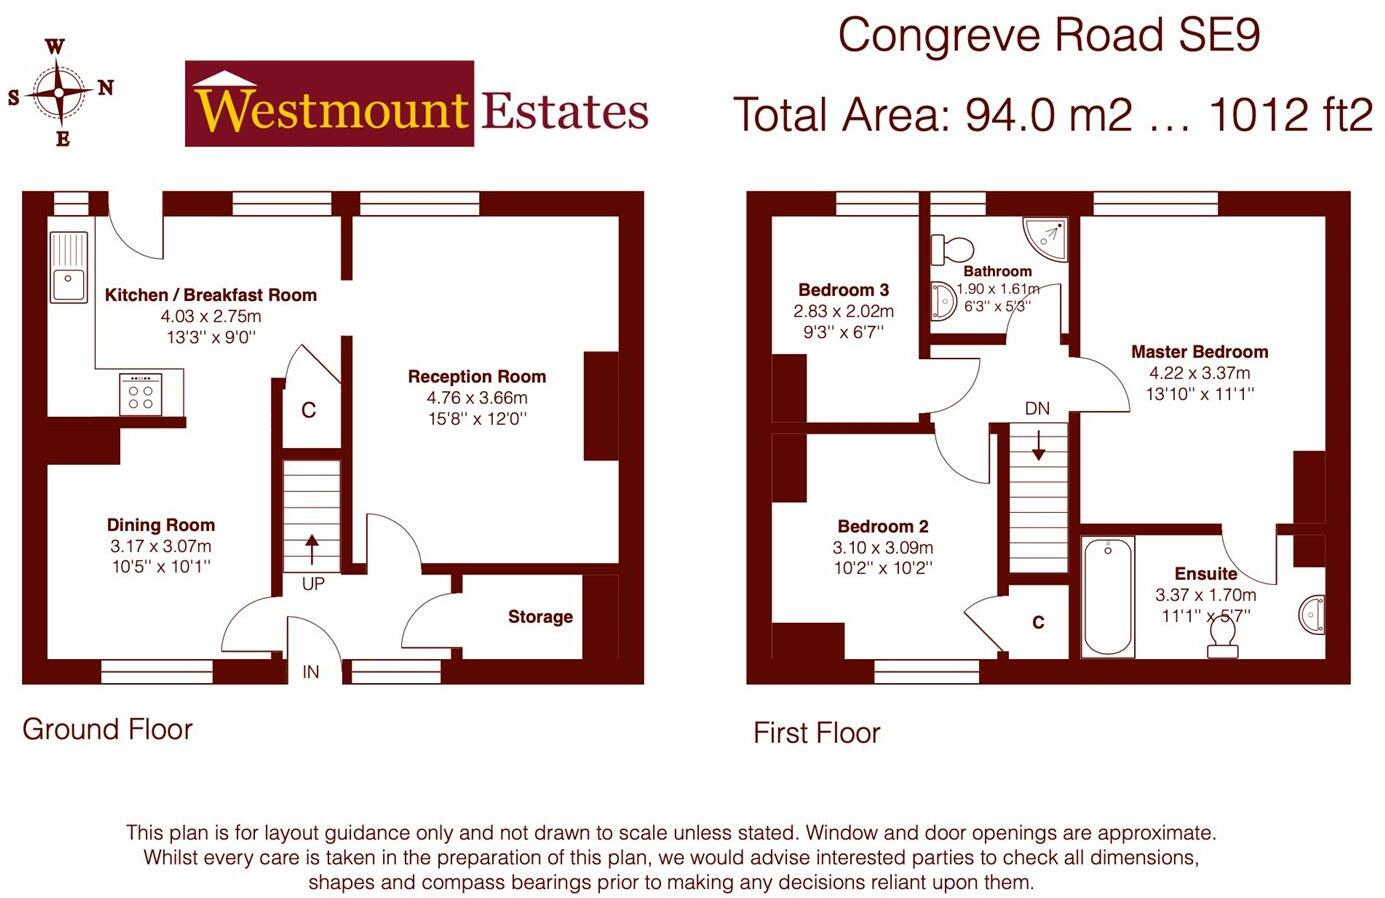 Congreve Road SE9
W
S N
E
Westmount Estates
Total Area: 94.0 m2 ... 1012 ft2
Kitchen / Breakfast Room
4.03 x 2.75m
13'3'' x 9'0''
Reception Room
4.76 x 3.66m
15'8'' x 12'0''
C
Dining Room
3.17 x 3.07m
10'5'' x 10'1''
UP
Storage
IN
Ground Floor
Bedroom 3
2.83 x 2.02m
9'3'' x 6'7''
Bathroom
1.90 x 1.61m
6'3'' x 5'3''
Master Bedroom
4.22 x 3.37m
13'10'' x 11'1''
DN
Bedroom 2
3.10 x 3.09m
10'2'' x 10'2''
Ensuite
3.37 x 1.70m
11'1'' x 5'7''
C
First Floor
This plan is for layout guidance only and not drawn to scale unless stated. Window and door openings are approximate.
Whilst every care is taken in the preparation of this plan, we would advise interested parties to check all dimensions,
shapes and compass bearings prior to making any decisions reliant upon them.